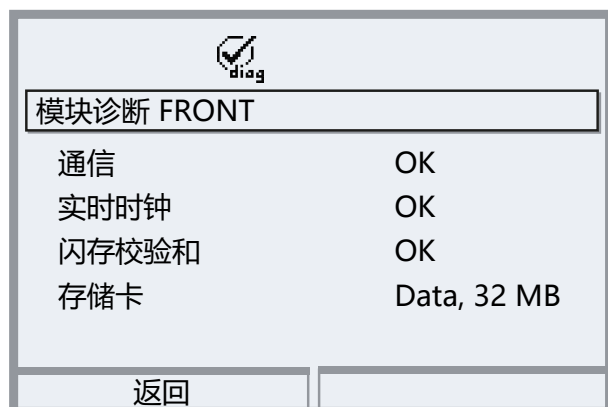 diag
模块诊断 FRONT
通信 OK
实时时钟 OK
闪存校验和 OK
存储卡 Data, 32 MB
返回